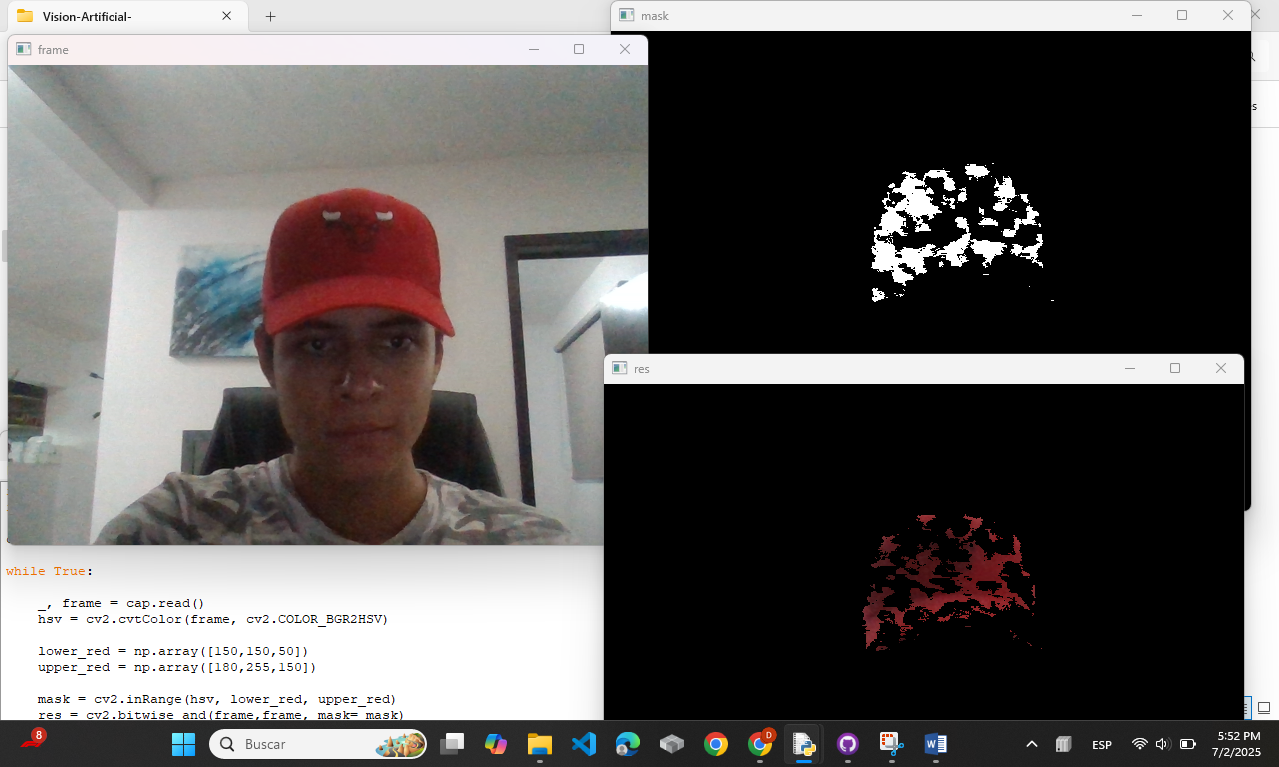 Vision-Artificial-
mask
frame
res
while True:
_, frame = cap.read()
hsv = cv2.cvtColor(frame, cv2.COLOR_BGR2HSV)
lower_red = np.array([150,150,50])
upper_red = np.array([180,255,150])
mask = cv2.inRange(hsv, lower_red, upper_red)
res = cv2.bitwise_and(frame,frame, mask= mask)
8
Buscar
D
ESP
5:52 PM
7/2/2025